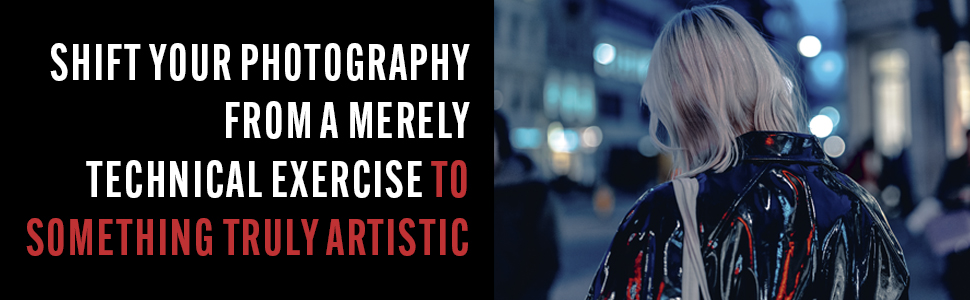 SHIFT YOUR PHOTOGRAPHY
FROM A MERELY
TECHNICAL EXERCISE TO
SOMETHING TRULY ARTISTIC